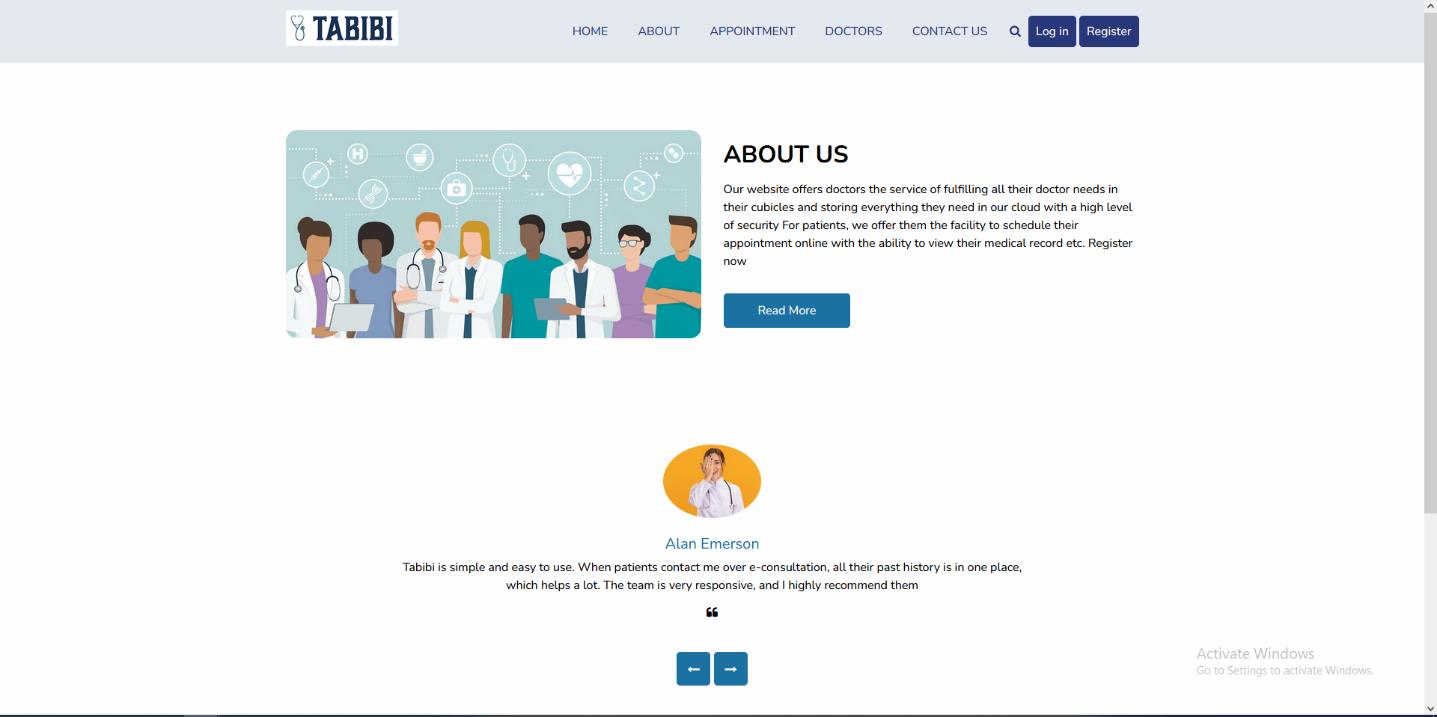 TABIBI
HOME
ABOUT
APPOINTMENT
DOCTORS
CONTACT US
Log in
Register
H
ABOUT US
Our website offers doctors the service of fulfilling all their doctor needs in
their cubicles and storing everything they need in our cloud with a high level
of security For patients, we offer them the facility to schedule their
appointment online with the ability to view their medical record etc. Register
now
Read More
Alan Emerson
Tabibi is simple and easy to use. When patients contact me over e-consultation, all their past history is in one place,
which helps a lot. The team is very responsive, and I highly recommend them
❝
Activate Windows
Go to Settings to activate Windows.